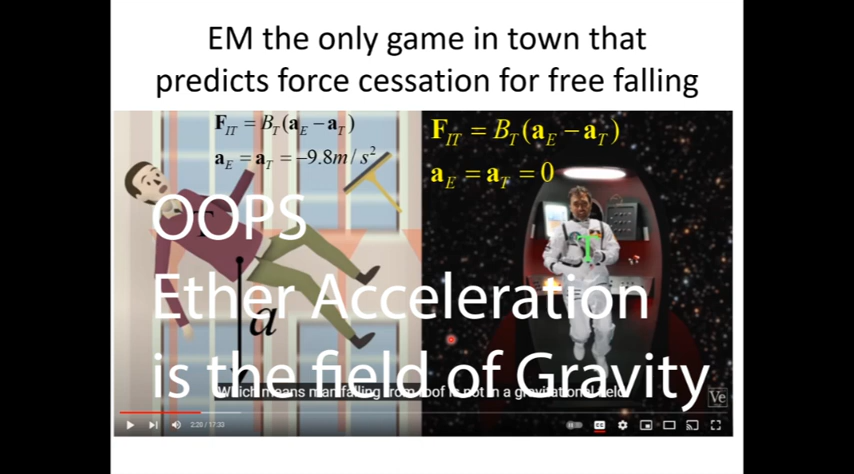 EM the only game in town that
predicts force cessation for free falling
F_IT = B_T(a_E − a_T)
a_E = a_T = −9.8m/s²
F_IT = B_T(a_E − a_T)
a_E = a_T = 0
OOPS
T
Ether Acceleration
a
is the field of Gravity
Which means man falling from roof is not in a gravitational field
Ve
2:20 / 17:33
CC